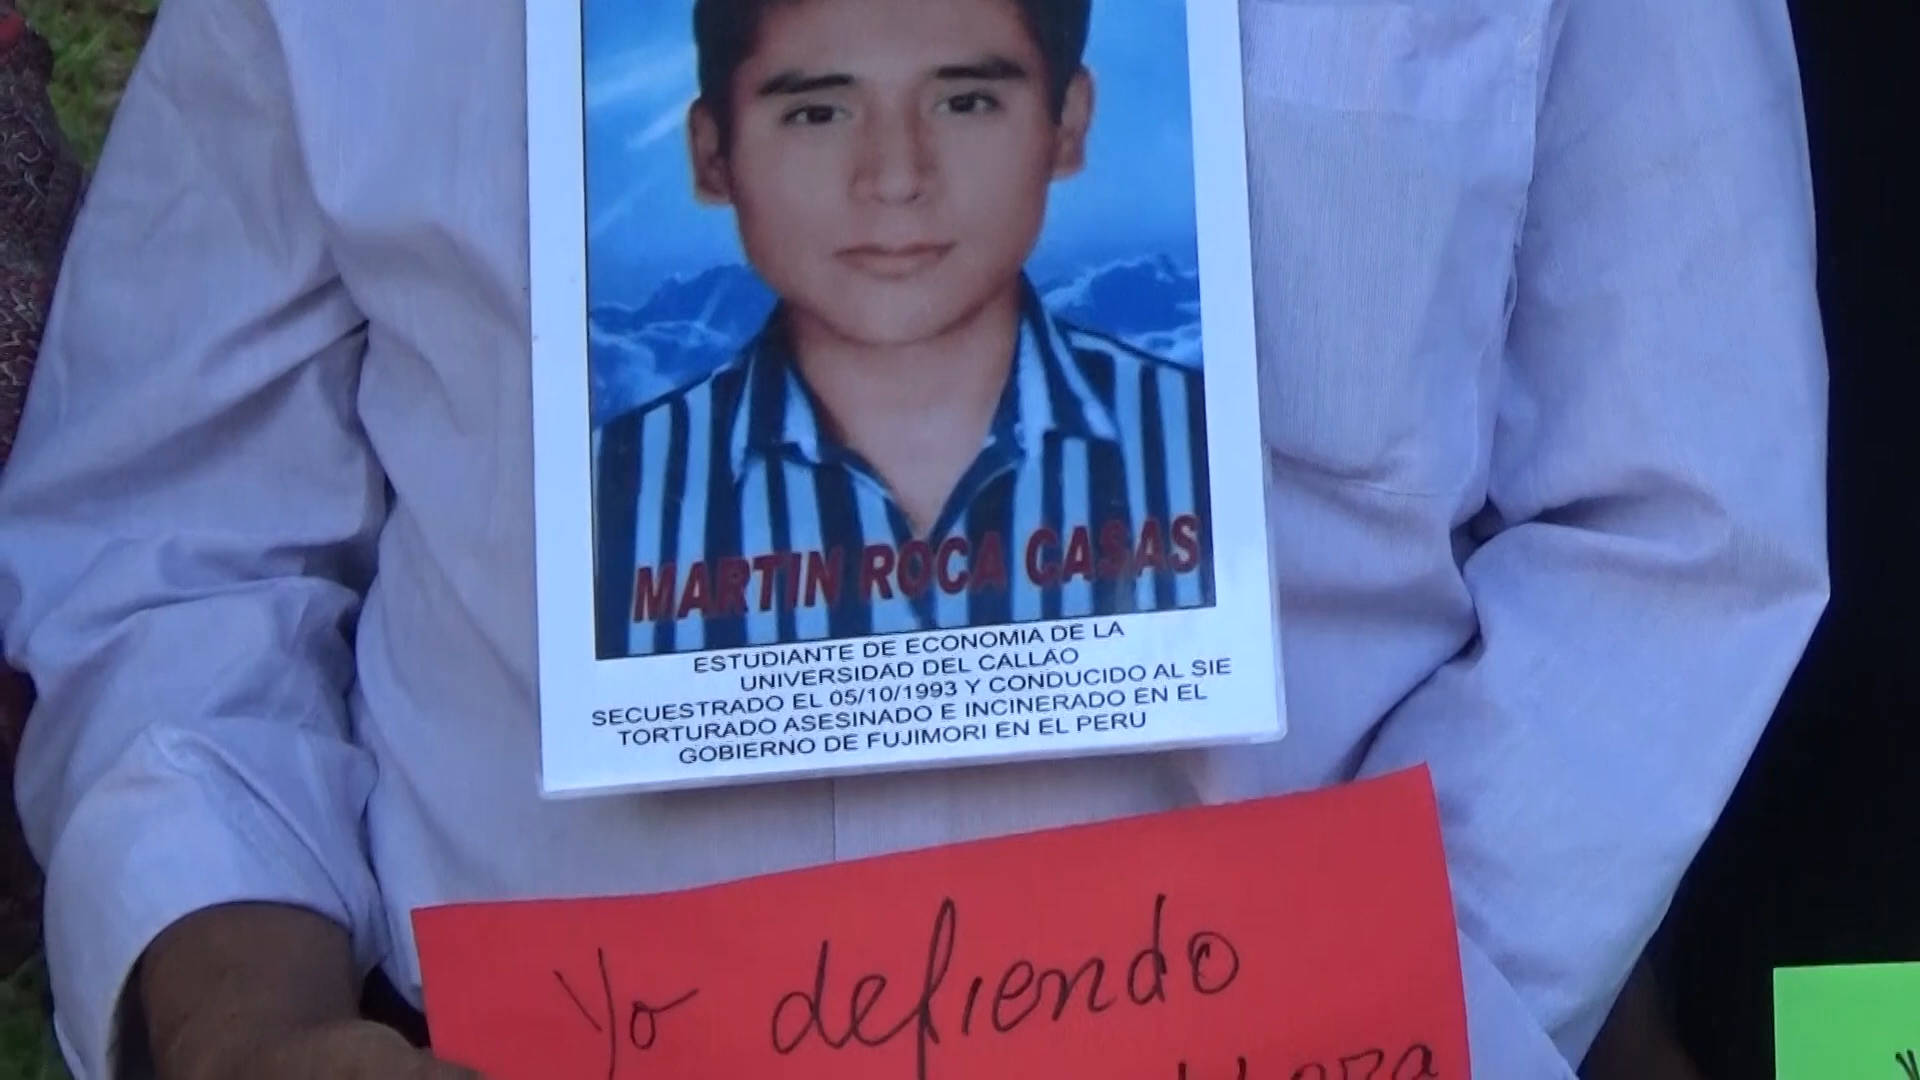 MARTIN ROCA CASAS
ESTUDIANTE DE ECONOMIA DE LA
UNIVERSIDAD DEL CALLAO
SECUESTRADO EL 05/10/1993 Y CONDUCIDO AL SIE
TORTURADO ASESINADO E INCINERADO EN EL
GOBIERNO DE FUJIMORI EN EL PERU
Yo defiendo